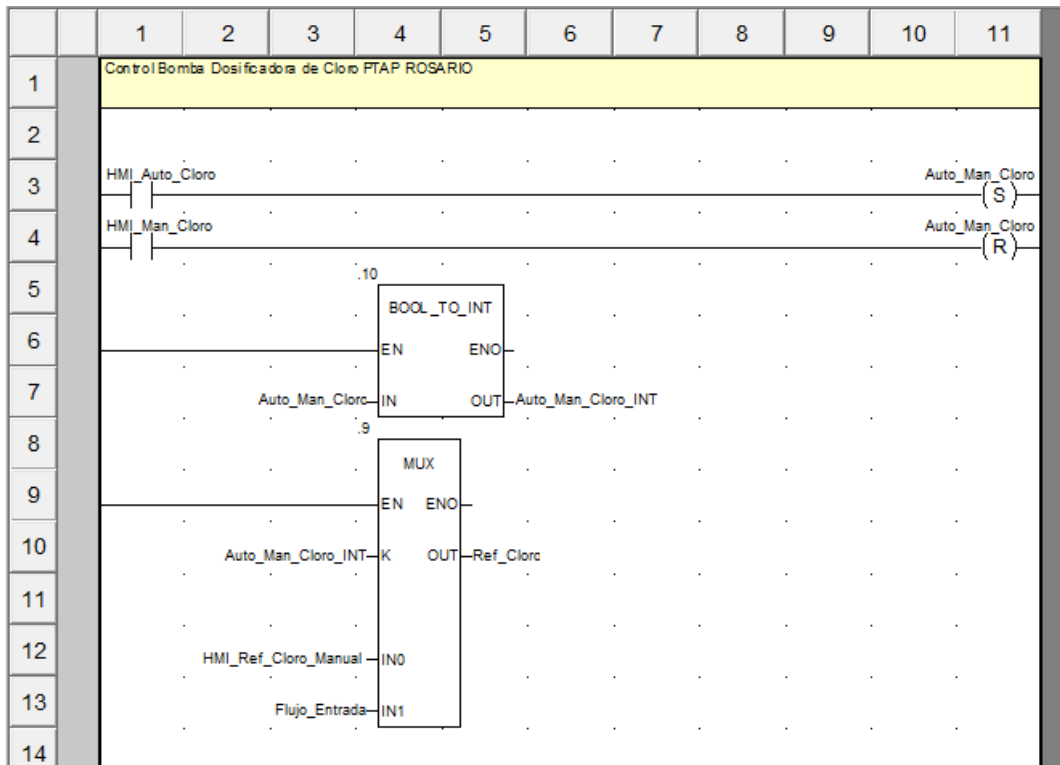 1 2 3 4 5 6 7 8 9 10 11
1 Control Bomba Dosificadora de Cloro PTAP ROSARIO
2
HMI_Auto_Cloro Auto_Man_Cloro
3 S
HMI_Man_Cloro Auto_Man_Cloro
4 R
.10
5 BOOL_TO_INT
6 EN ENO
7 Auto_Man_Cloro IN OUT Auto_Man_Cloro_INT
.9
8 MUX
9 EN ENO
10 Auto_Man_Cloro_INT K OUT Ref_Cloro
11
12 HMI_Ref_Cloro_Manual IN0
13 Flujo_Entrada IN1
14